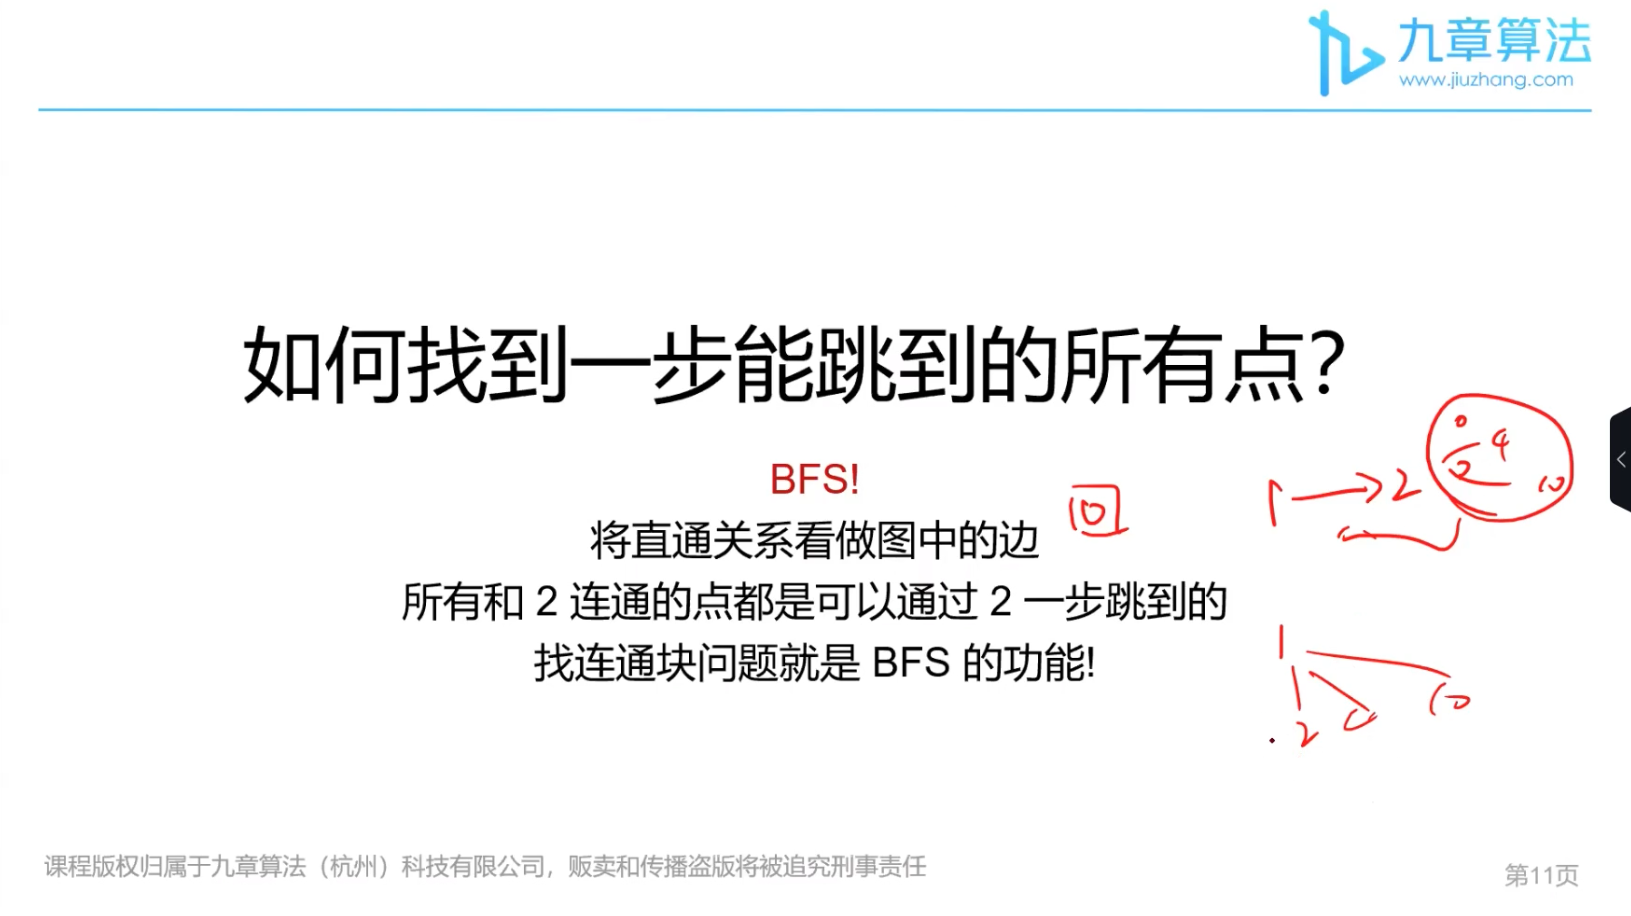 九章算法
www.jiuzhang.com
如何找到一步能跳到的所有点?
BFS!
将直通关系看做图中的边
10
所有和 2 连通的点都是可以通过 2 一步跳到的
找连通块问题就是 BFS 的功能!
0
4
1
2
2
10
1
2
10
课程版权归属于九章算法（杭州）科技有限公司，贩卖和传播盗版将被追究刑事责任
第11页